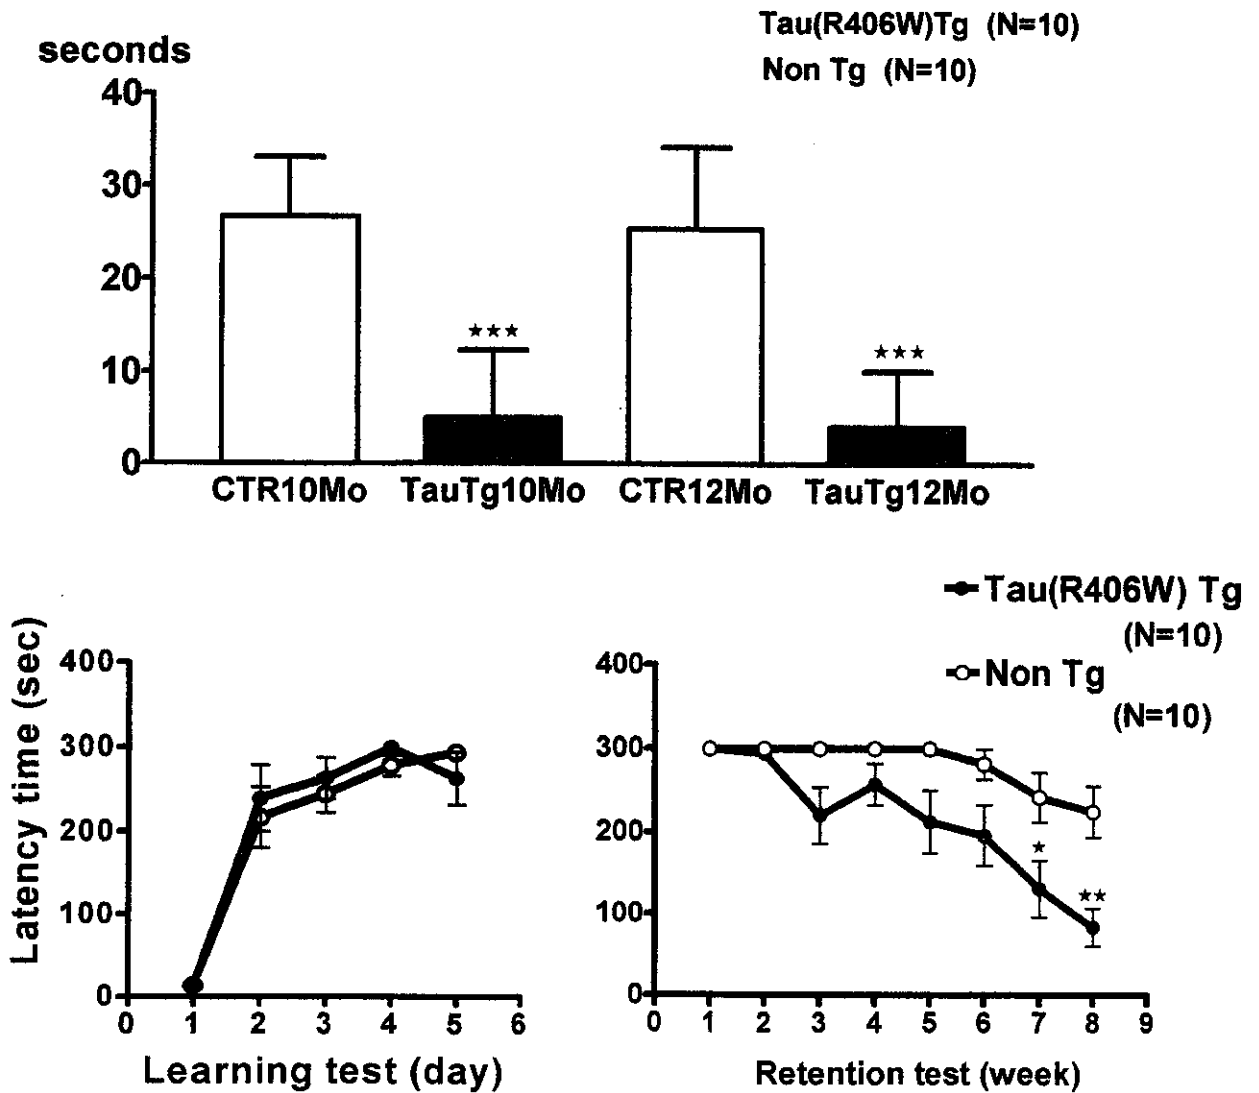 Tau(R406W)Tg (N=10)
Non Tg (N=10)
seconds
40
30
20
10
0
***
***
CTR10Mo TauTg10Mo CTR12Mo TauTg12Mo
Tau(R406W) Tg
(N=10)
Non Tg
(N=10)
Latency time (sec)
400
300
200
100
0
0 1 2 3 4 5 6
Learning test (day)
400
300
200
100
0
*
**
0 1 2 3 4 5 6 7 8 9
Retention test (week)